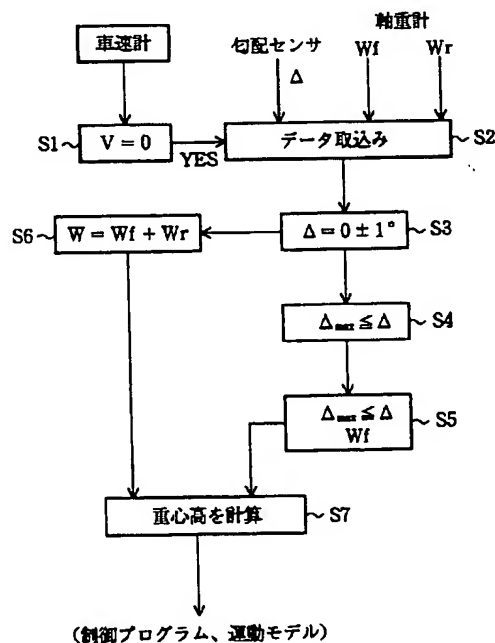 軸重計
車速計
勾配センサ
Wf
Wr
Δ
S1
V = 0
YES
データ取込み
S2
S6
W = Wf + Wr
Δ = 0 ± 1°
S3
Δmax ≦ Δ
S4
Δmax ≦ Δ
Wf
S5
重心高を計算
S7
(制御プログラム、運動モデル)